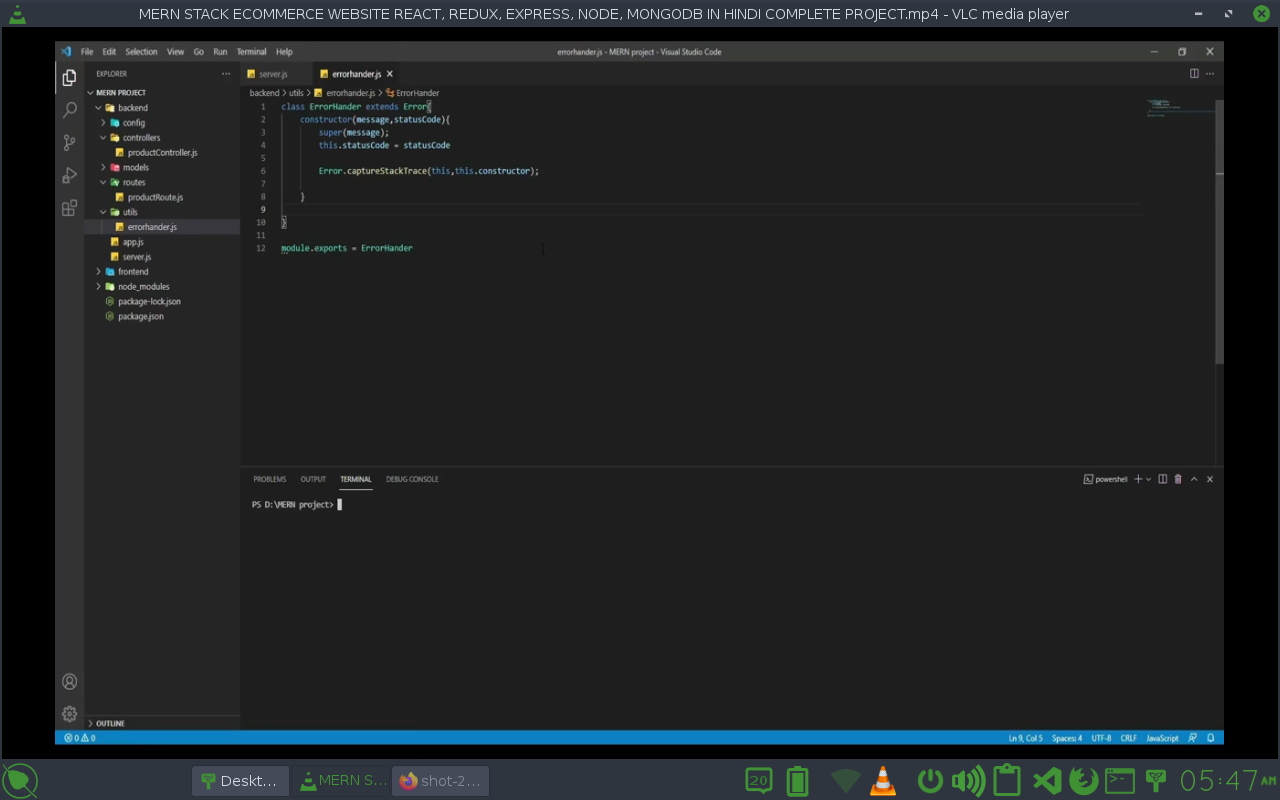 MERN STACK ECOMMERCE WEBSITE REACT, REDUX, EXPRESS, NODE, MONGODB IN HINDI COMPLETE PROJECT.mp4 - VLC media player
File Edit Selection View Go Run Terminal Help
errorhander.js - MERN project - Visual Studio Code
EXPLORER
server.js
errorhander.js
MERN PROJECT
backend
config
controllers
productController.js
models
routes
productRoute.js
utils
errorhander.js
app.js
server.js
frontend
node_modules
package-lock.json
package.json
OUTLINE
backend > utils > errorhander.js > ErrorHander
1 class ErrorHander extends Error{
2 constructor(message,statusCode){
3 super(message);
4 this.statusCode = statusCode
5
6 Error.captureStackTrace(this,this.constructor);
7
8 }
9
10 }
11
12 module.exports = ErrorHander
PROBLEMS OUTPUT TERMINAL DEBUG CONSOLE
powershell
PS D:\MERN project>
0 0
Ln 9, Col 5 Spaces: 4 UTF-8 CRLF JavaScript
Deskt...
MERN S...
shot-2...
20
05:47 AM